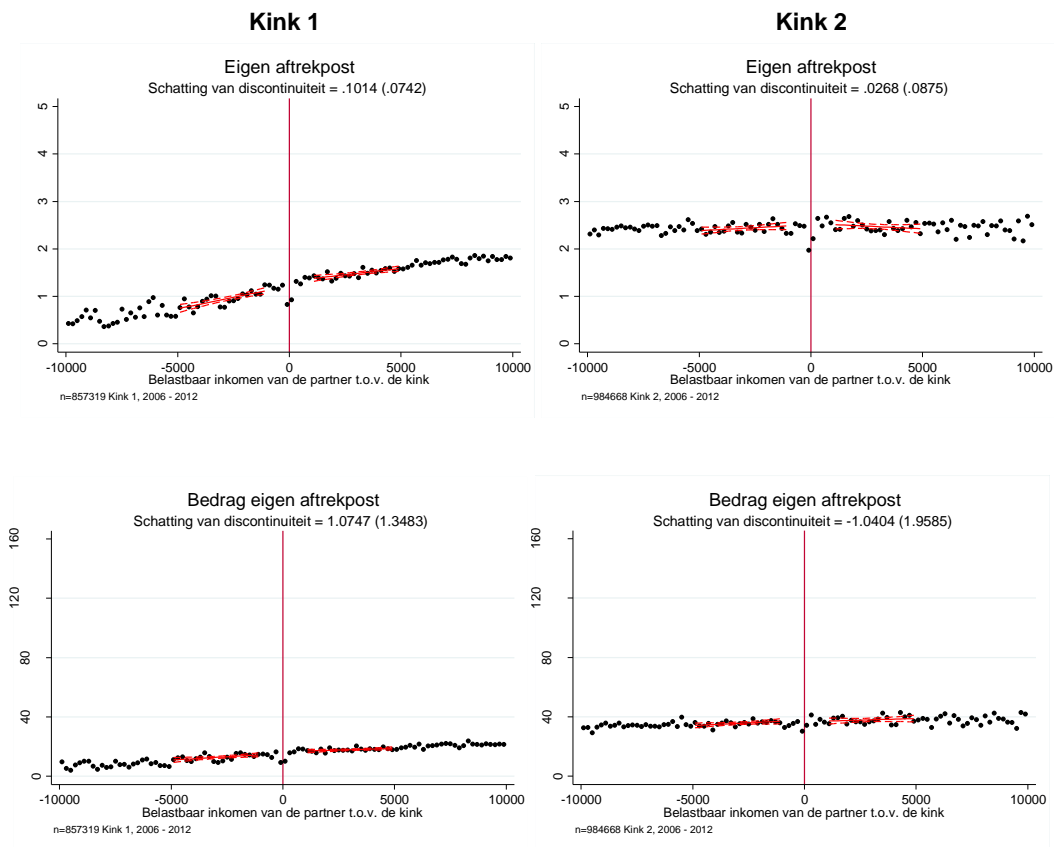 Kink 1
Kink 2
Eigen aftrekpost
Schatting van discontinuiteit = .1014 (.0742)
5
4
3
2
1
0
-10000 -5000 0 5000 10000
Belastbaar inkomen van de partner t.o.v. de kink
n=857319 Kink 1, 2006 - 2012
Eigen aftrekpost
Schatting van discontinuiteit = .0268 (.0875)
5
4
3
2
1
0
-10000 -5000 0 5000 10000
Belastbaar inkomen van de partner t.o.v. de kink
n=984668 Kink 2, 2006 - 2012
Bedrag eigen aftrekpost
Schatting van discontinuiteit = 1.0747 (1.3483)
160
120
80
40
0
-10000 -5000 0 5000 10000
Belastbaar inkomen van de partner t.o.v. de kink
n=857319 Kink 1, 2006 - 2012
Bedrag eigen aftrekpost
Schatting van discontinuiteit = -1.0404 (1.9585)
160
120
80
40
0
-10000 -5000 0 5000 10000
Belastbaar inkomen van de partner t.o.v. de kink
n=984668 Kink 2, 2006 - 2012